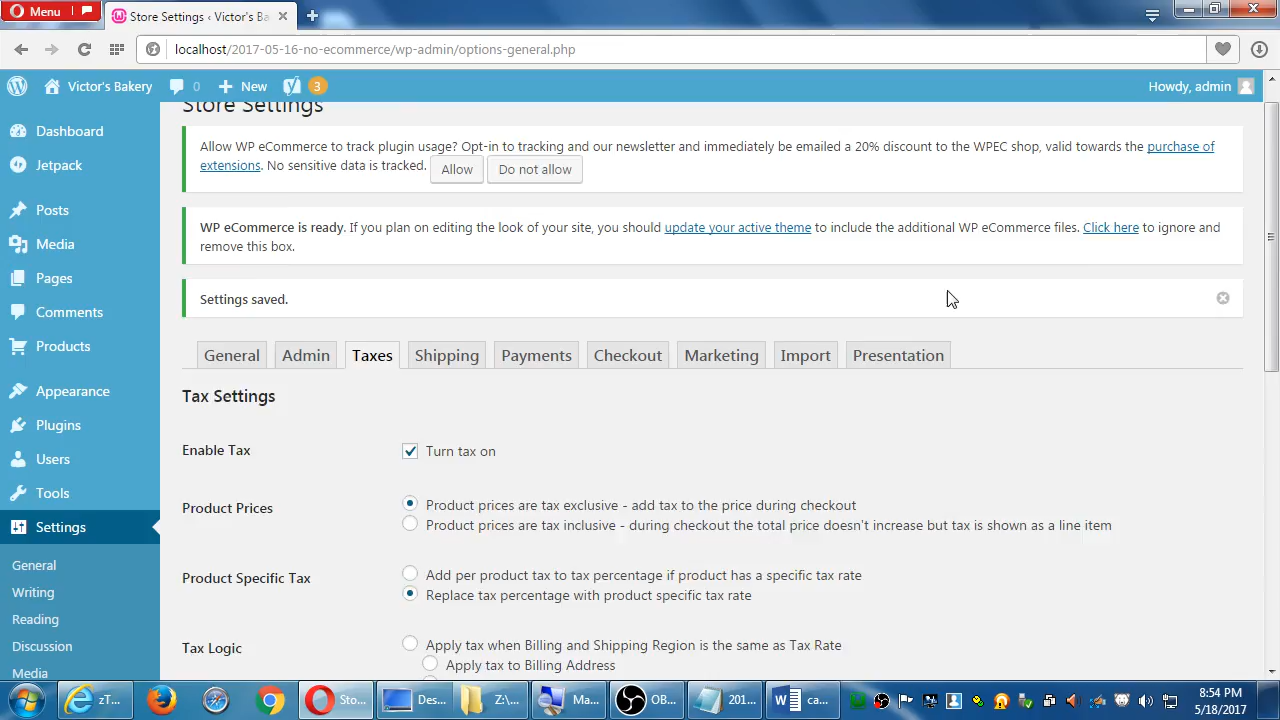 Menu
Store Settings ‹ Victor's Ba
localhost/2017-05-16-no-ecommerce/wp-admin/options-general.php
Victor's Bakery 0 New 3 Howdy, admin
Dashboard
Jetpack
Posts
Media
Pages
Comments
Products
Appearance
Plugins
Users
Tools
Settings
General
Writing
Reading
Discussion
Media
Store Settings
Allow WP eCommerce to track plugin usage? Opt-in to tracking and our newsletter and immediately be emailed a 20% discount to the WPEC shop, valid towards the purchase of
extensions. No sensitive data is tracked. Allow Do not allow
WP eCommerce is ready. If you plan on editing the look of your site, you should update your active theme to include the additional WP eCommerce files. Click here to ignore and
remove this box.
Settings saved.
General Admin Taxes Shipping Payments Checkout Marketing Import Presentation
Tax Settings
Enable Tax Turn tax on
Product Prices Product prices are tax exclusive - add tax to the price during checkout
Product prices are tax inclusive - during checkout the total price doesn't increase but tax is shown as a line item
Product Specific Tax Add per product tax to tax percentage if product has a specific tax rate
Replace tax percentage with product specific tax rate
Tax Logic Apply tax when Billing and Shipping Region is the same as Tax Rate
Apply tax to Billing Address
zT... Sto... Des... Z:\... Ma... OB... 201... ca...
8:54 PM
5/18/2017